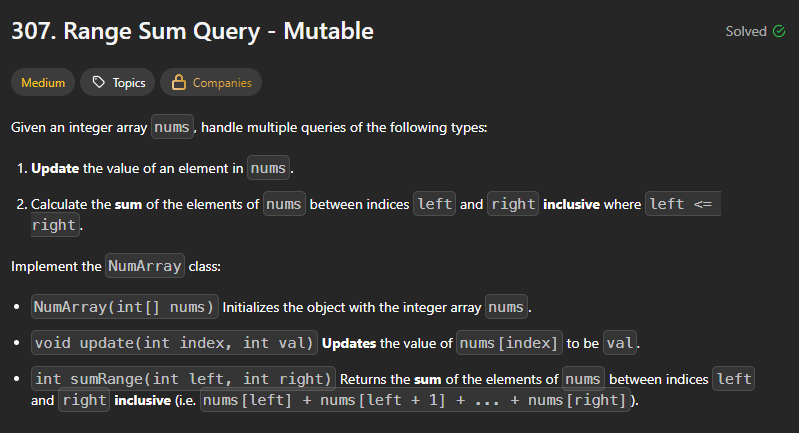 307. Range Sum Query - Mutable
Solved
Medium Topics Companies
Given an integer array nums, handle multiple queries of the following types:
1. Update the value of an element in nums.
2. Calculate the sum of the elements of nums between indices left and right inclusive where left <=
right.
Implement the NumArray class:
• NumArray(int[] nums) Initializes the object with the integer array nums.
• void update(int index, int val) Updates the value of nums[index] to be val.
• int sumRange(int left, int right) Returns the sum of the elements of nums between indices left
and right inclusive (i.e. nums[left] + nums[left + 1] + ... + nums[right]).